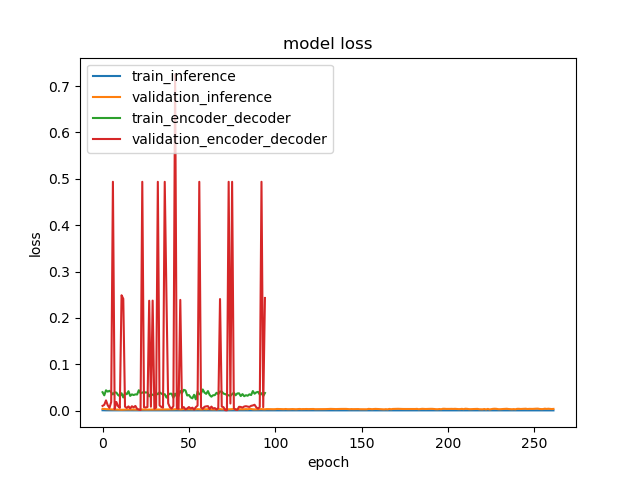 model loss
train_inference
validation_inference
train_encoder_decoder
validation_encoder_decoder
loss
0.7
0.6
0.5
0.4
0.3
0.2
0.1
0.0
0 50 100 150 200 250
epoch